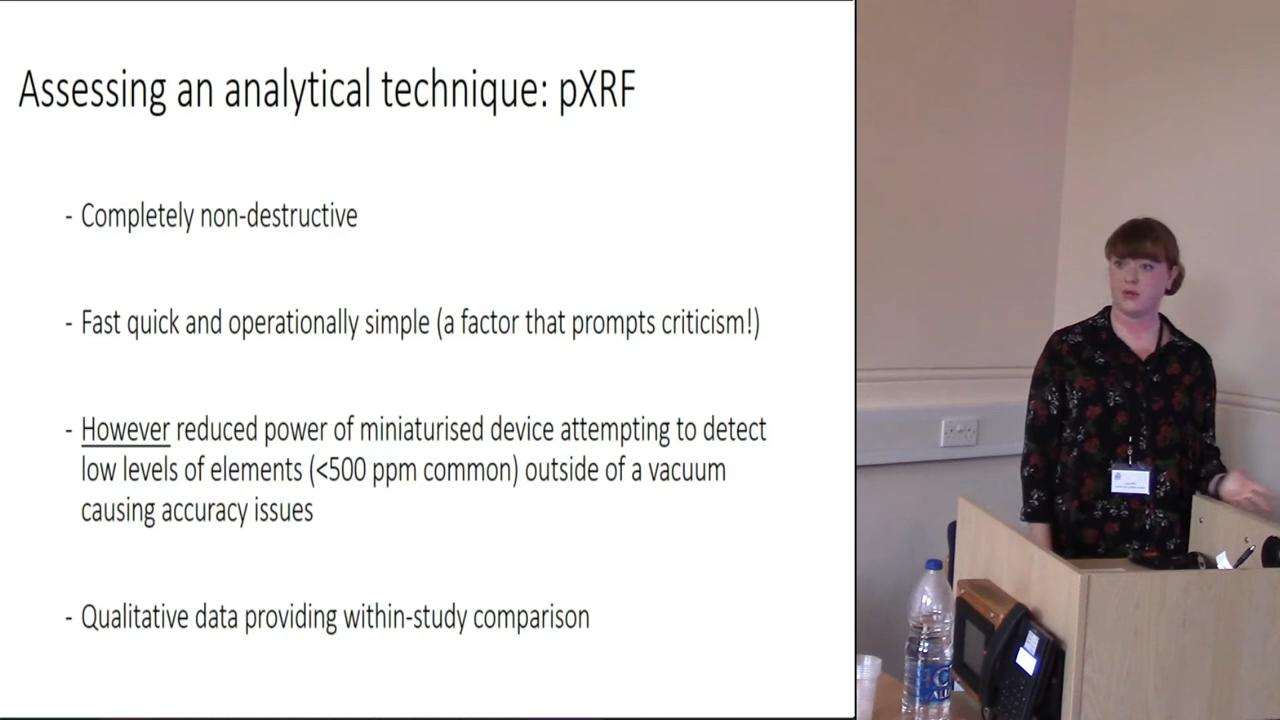 Assessing an analytical technique: pXRF
- Completely non-destructive
- Fast quick and operationally simple (a factor that prompts criticism!)
- However reduced power of miniaturised device attempting to detect
low levels of elements (<500 ppm common) outside of a vacuum
causing accuracy issues
- Qualitative data providing within-study comparison